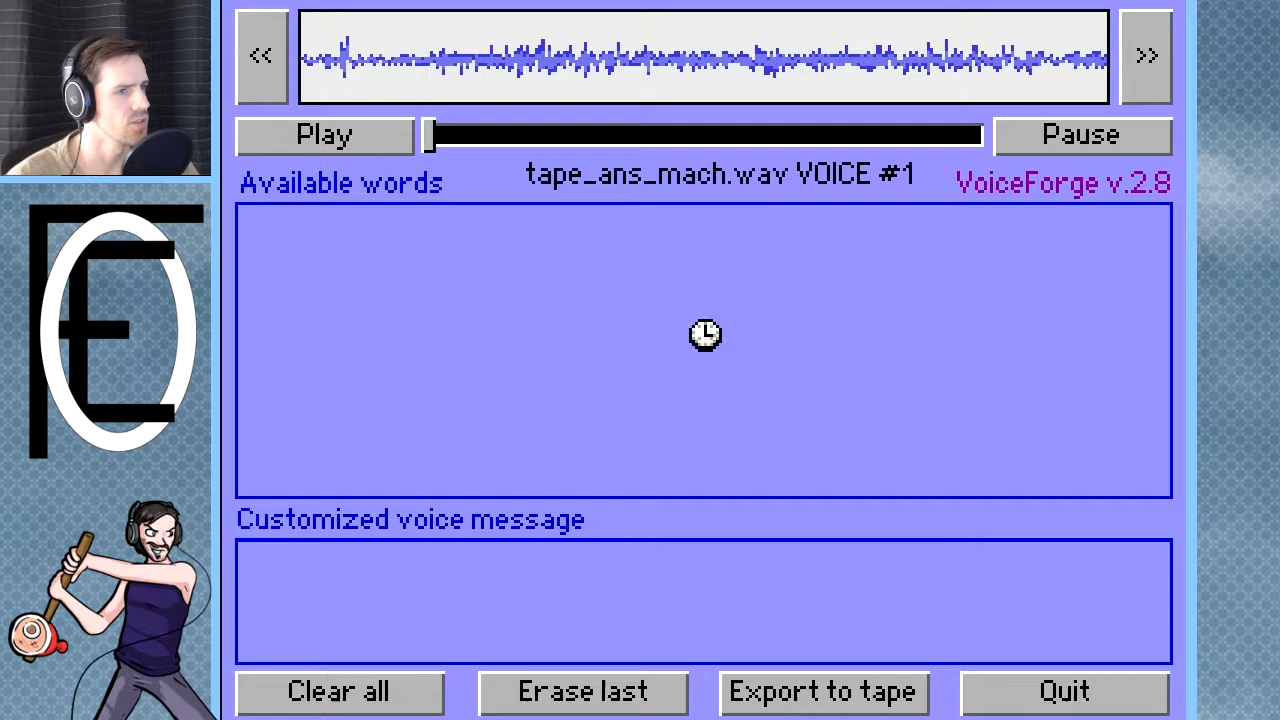 <<
>>
Play
Pause
Available words
tape_ans_mach.wav VOICE #1
VoiceForge v.2.8
Customized voice message
Clear all
Erase last
Export to tape
Quit